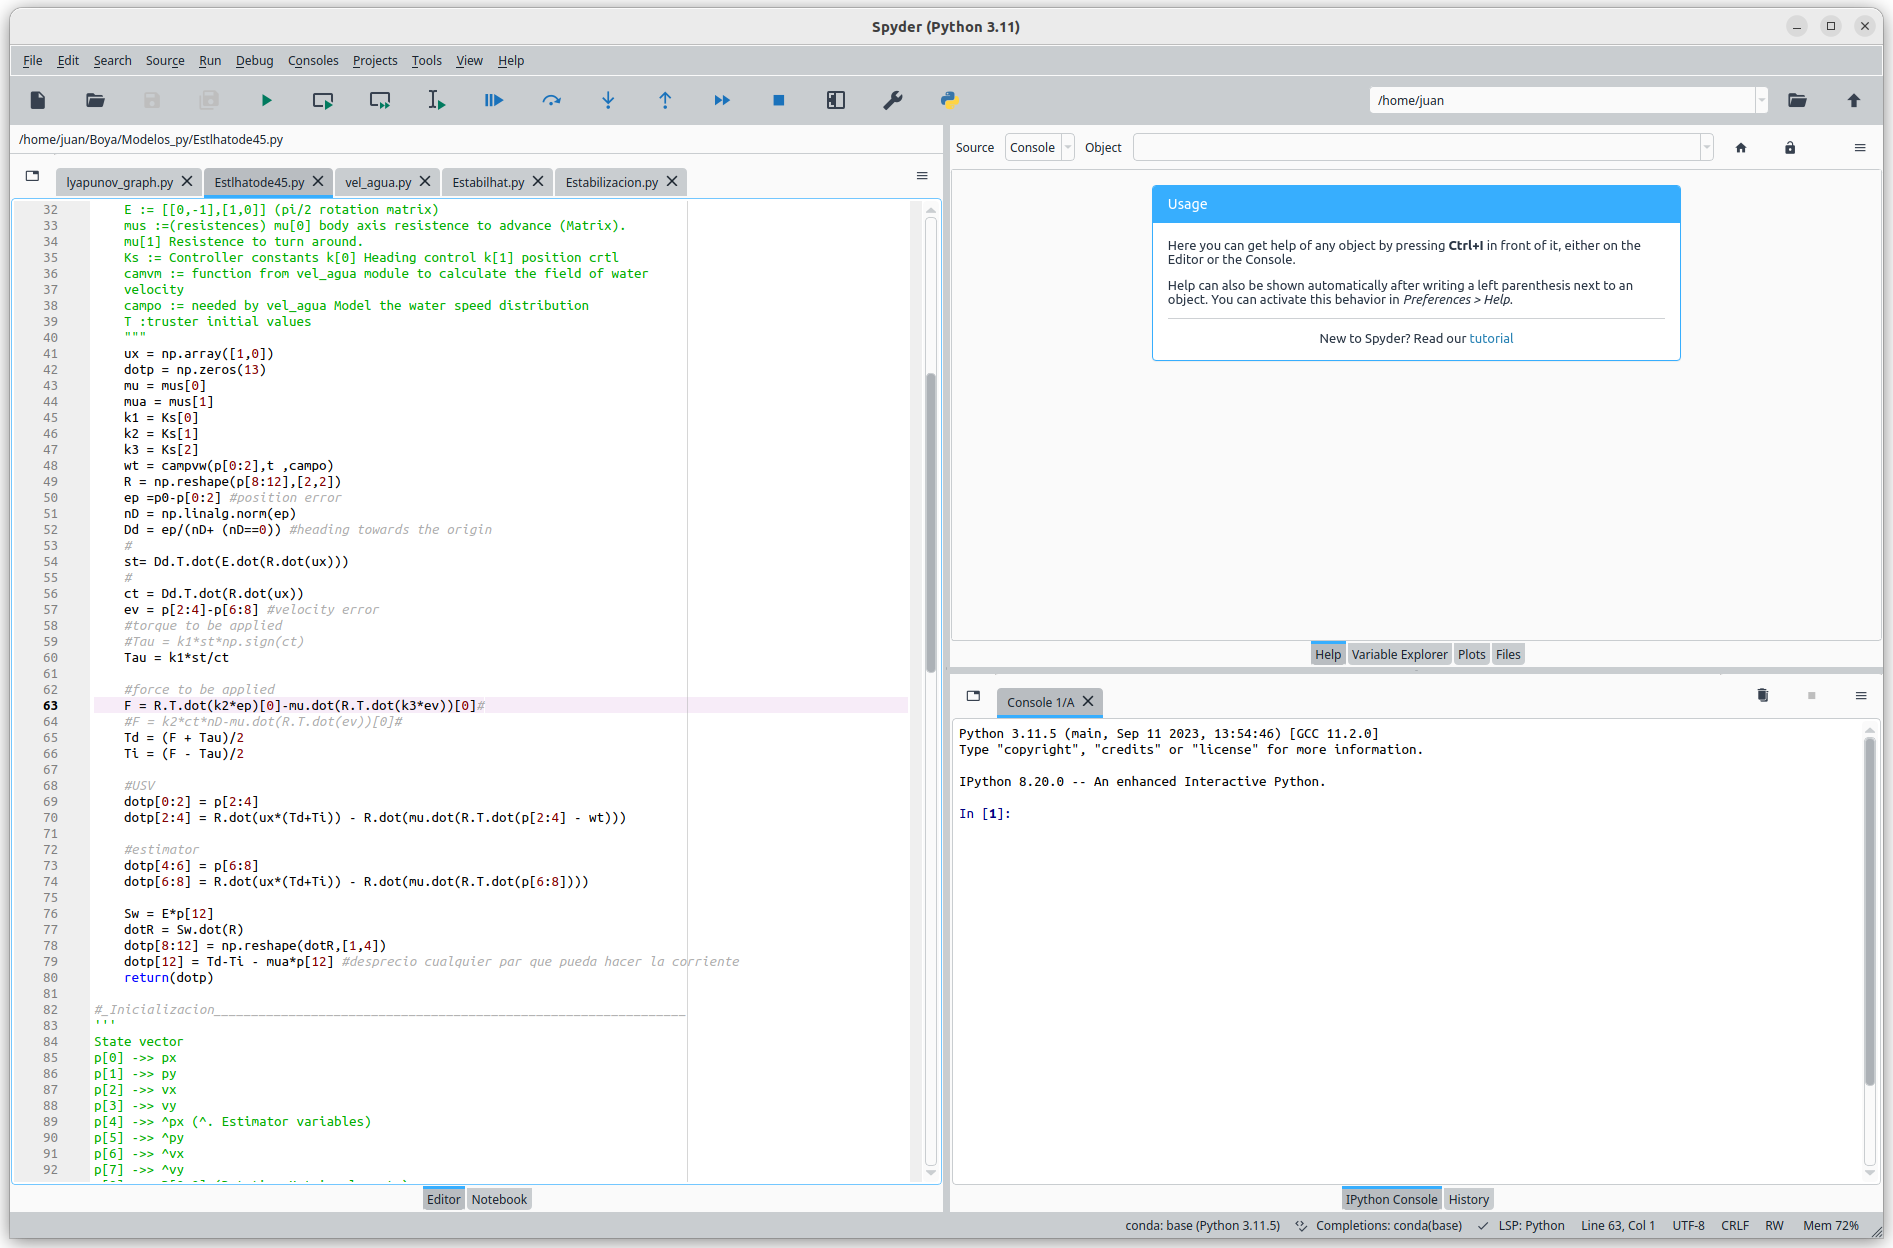 Spyder (Python 3.11)
File Edit Search Source Run Debug Consoles Projects Tools View Help
/home/juan
/home/juan/Boya/Modelos_py/Estlhatode45.py
lyapunov_graph.py Estlhatode45.py vel_agua.py Estabilhat.py Estabilizacion.py
32 E := [[0,-1],[1,0]] (pi/2 rotation matrix)
33 mus :=(resistences) mu[0] body axis resistence to advance (Matrix).
34 mu[1] Resistence to turn around.
35 Ks := Controller constants k[0] Heading control k[1] position crtl
36 camvm := function from vel_agua module to calculate the field of water
37 velocity
38 campo := needed by vel_agua Model the water speed distribution
39 T :truster initial values
40 """
41 ux = np.array([1,0])
42 dotp = np.zeros(13)
43 mu = mus[0]
44 mua = mus[1]
45 k1 = Ks[0]
46 k2 = Ks[1]
47 k3 = Ks[2]
48 wt = campvw(p[0:2],t ,campo)
49 R = np.reshape(p[8:12],[2,2])
50 ep =p0-p[0:2] #position error
51 nD = np.linalg.norm(ep)
52 Dd = ep/(nD+ (nD==0)) #heading towards the origin
53 #
54 st= Dd.T.dot(E.dot(R.dot(ux)))
55 #
56 ct = Dd.T.dot(R.dot(ux))
57 ev = p[2:4]-p[6:8] #velocity error
58 #torque to be applied
59 #Tau = k1*st*np.sign(ct)
60 Tau = k1*st/ct
61
62 #force to be applied
63 F = R.T.dot(k2*ep)[0]-mu.dot(R.T.dot(k3*ev))[0]#
64 #F = k2*ct*nD-mu.dot(R.T.dot(ev))[0]#
65 Td = (F + Tau)/2
66 Ti = (F - Tau)/2
67
68 #USV
69 dotp[0:2] = p[2:4]
70 dotp[2:4] = R.dot(ux*(Td+Ti)) - R.dot(mu.dot(R.T.dot(p[2:4] - wt)))
71
72 #estimator
73 dotp[4:6] = p[6:8]
74 dotp[6:8] = R.dot(ux*(Td+Ti)) - R.dot(mu.dot(R.T.dot(p[6:8])))
75
76 Sw = E*p[12]
77 dotR = Sw.dot(R)
78 dotp[8:12] = np.reshape(dotR,[1,4])
79 dotp[12] = Td-Ti - mua*p[12] #desprecio cualquier par que pueda hacer la corriente
80 return(dotp)
81
82 #_Inicializacion_______________________________________________________________
83 '''
84 State vector
85 p[0] ->> px
86 p[1] ->> py
87 p[2] ->> vx
88 p[3] ->> vy
89 p[4] ->> ^px (^. Estimator variables)
90 p[5] ->> ^py
91 p[6] ->> ^vx
92 p[7] ->> ^vy
Editor Notebook
Source Console Object
Usage
Here you can get help of any object by pressing Ctrl+I in front of it, either on the
Editor or the Console.
Help can also be shown automatically after writing a left parenthesis next to an
object. You can activate this behavior in Preferences > Help.
New to Spyder? Read our tutorial
Help Variable Explorer Plots Files
Console 1/A
Python 3.11.5 (main, Sep 11 2023, 13:54:46) [GCC 11.2.0]
Type "copyright", "credits" or "license" for more information.
IPython 8.20.0 -- An enhanced Interactive Python.
In [1]:
IPython Console History
conda: base (Python 3.11.5) Completions: conda(base) LSP: Python Line 63, Col 1 UTF-8 CRLF RW Mem 72%